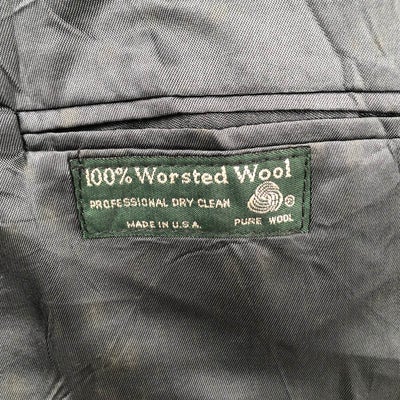 100% Worsted Wool
PROFESSIONAL DRY CLEAN ®
MADE IN U.S.A. PURE WOOL